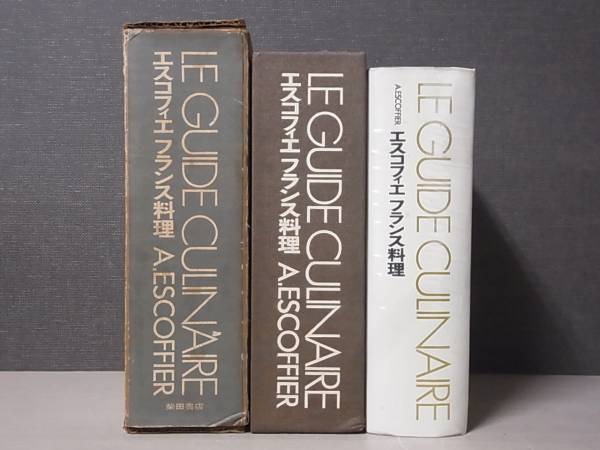 LE GUIDE CULINAIRE
エスコフィエ フランス料理 A.ESCOFFIER
柴田書店
LE GUIDE CULINAIRE
エスコフィエ フランス料理 A.ESCOFFIER
LE GUIDE CULINAIRE
A.ESCOFFIER エスコフィエ フランス料理